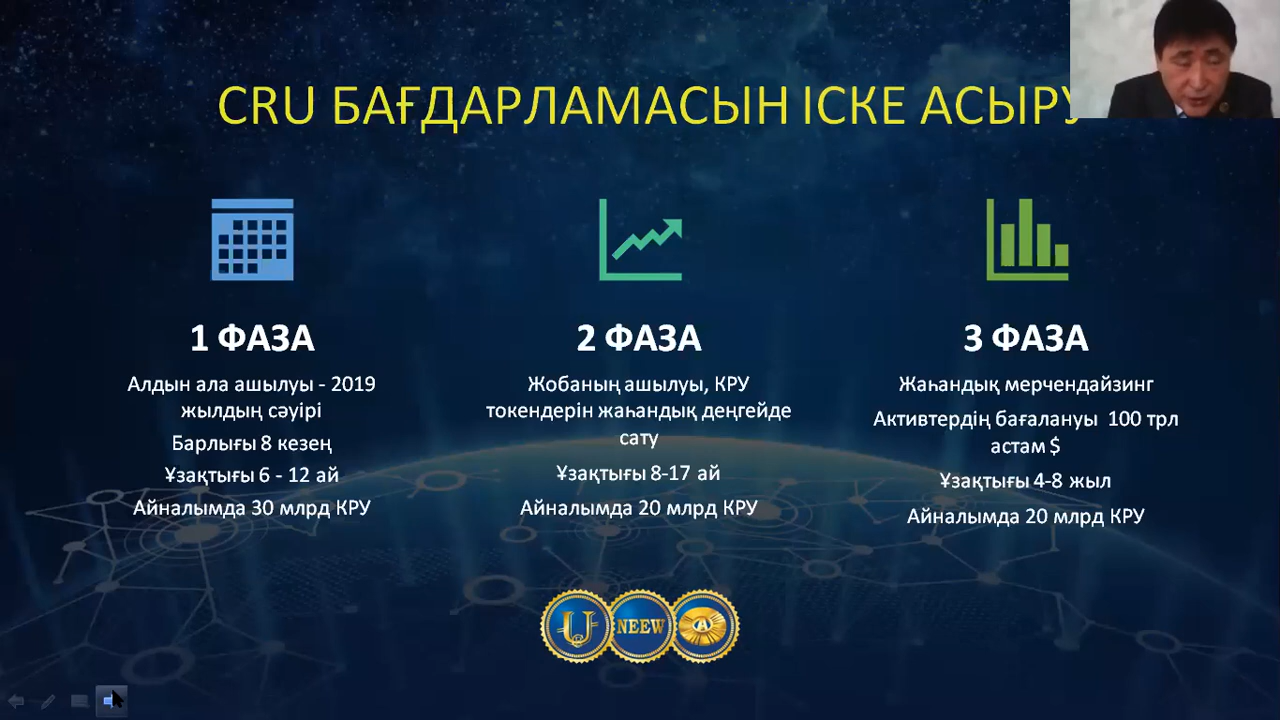 CRU БАҒДАРЛАМАСЫН ІСКЕ АСЫРУ
1 ФАЗА
Алдын ала ашылуы - 2019
жылдың сәуірі
Барлығы 8 кезең
Ұзақтығы 6 - 12 ай
Айналымда 30 млрд КРУ
2 ФАЗА
Жобаның ашылуы, КРУ
токендерін жаһандық деңгейде
сату
Ұзақтығы 8-17 ай
Айналымда 20 млрд КРУ
3 ФАЗА
Жаһандық мерчендайзинг
Активтердің бағалануы 100 трл
астам $
Ұзақтығы 4-8 жыл
Айналымда 20 млрд КРУ
U NEEW A